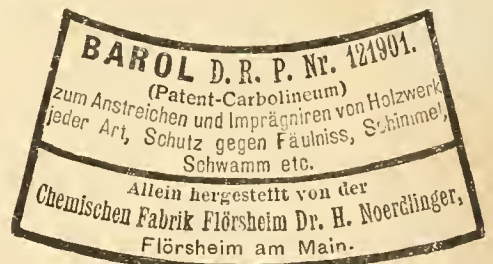 BAROL D. R. P. Nr. 121901.
(Patent-Carbolineum)
zum Anstreichen und Imprägniren von Holzwerk
jeder Art, Schutz gegen Fäulniss, Schimmel,
Schwamm etc.
Allein hergestellt von der
Chemischen Fabrik Flörsheim Dr. H. Noerdlinger,
Flörsheim am Main.